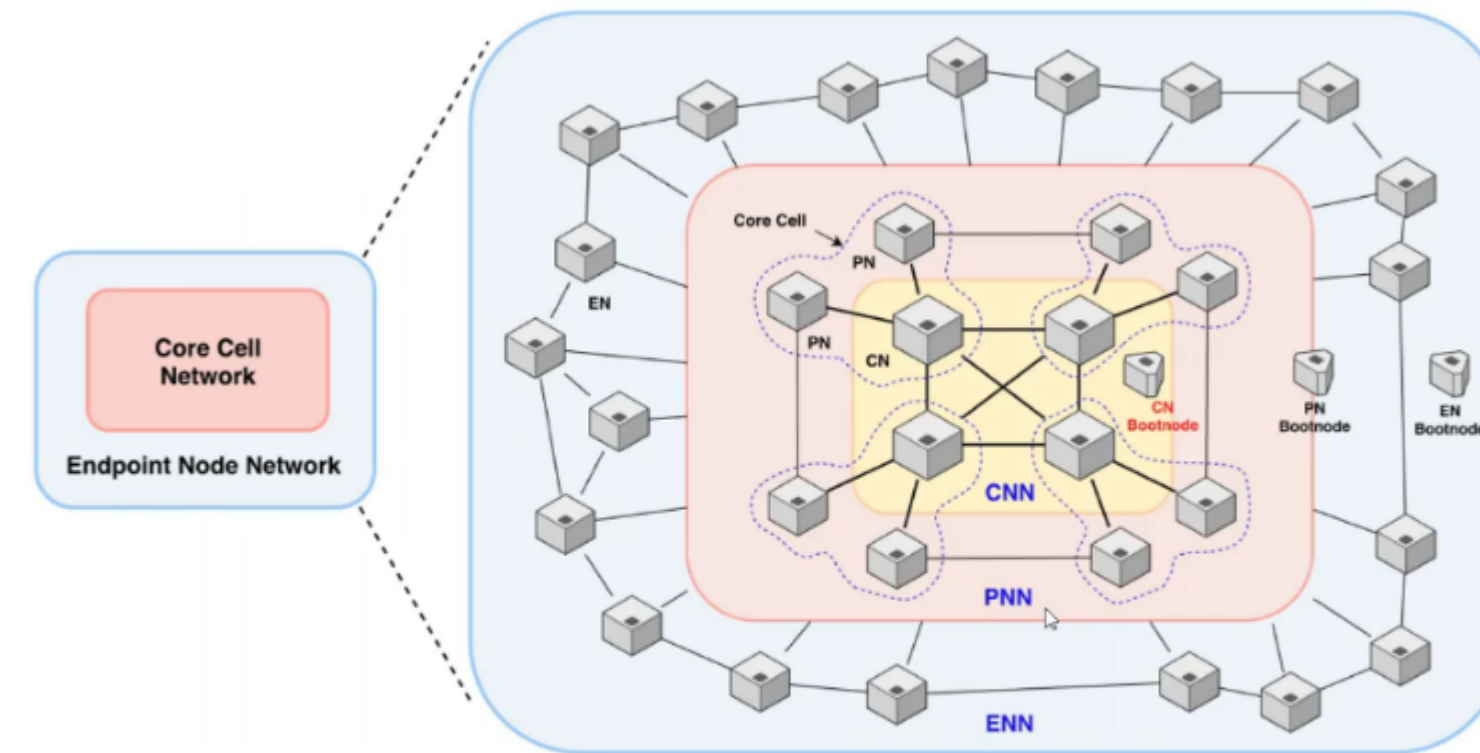 Core Cell
Network
Endpoint Node Network
Core Cell
PN
EN
PN
CN
CN
Bootnode
PN
Bootnode
EN
Bootnode
CNN
PNN
ENN